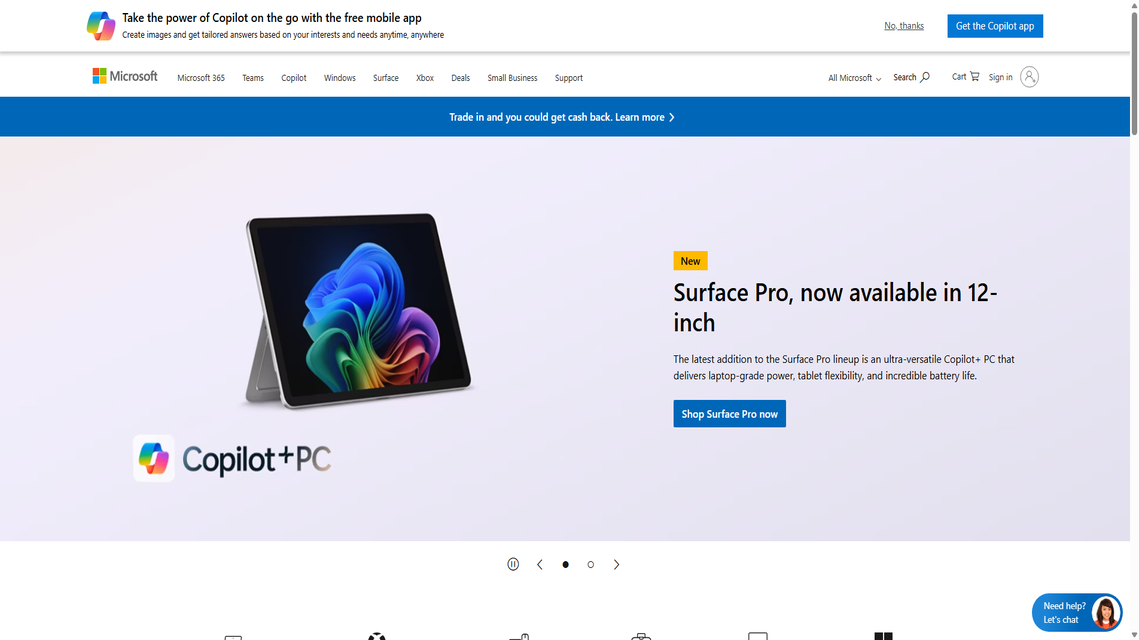 Take the power of Copilot on the go with the free mobile app
Create images and get tailored answers based on your interests and needs anytime, anywhere
No, thanks
Get the Copilot app
Microsoft
Microsoft 365
Teams
Copilot
Windows
Surface
Xbox
Deals
Small Business
Support
All Microsoft
Search
Cart
Sign in
Trade in and you could get cash back. Learn more
New
Surface Pro, now available in 12-
inch
The latest addition to the Surface Pro lineup is an ultra-versatile Copilot+ PC that
delivers laptop-grade power, tablet flexibility, and incredible battery life.
Shop Surface Pro now
Copilot+PC
Need help?
Let's chat